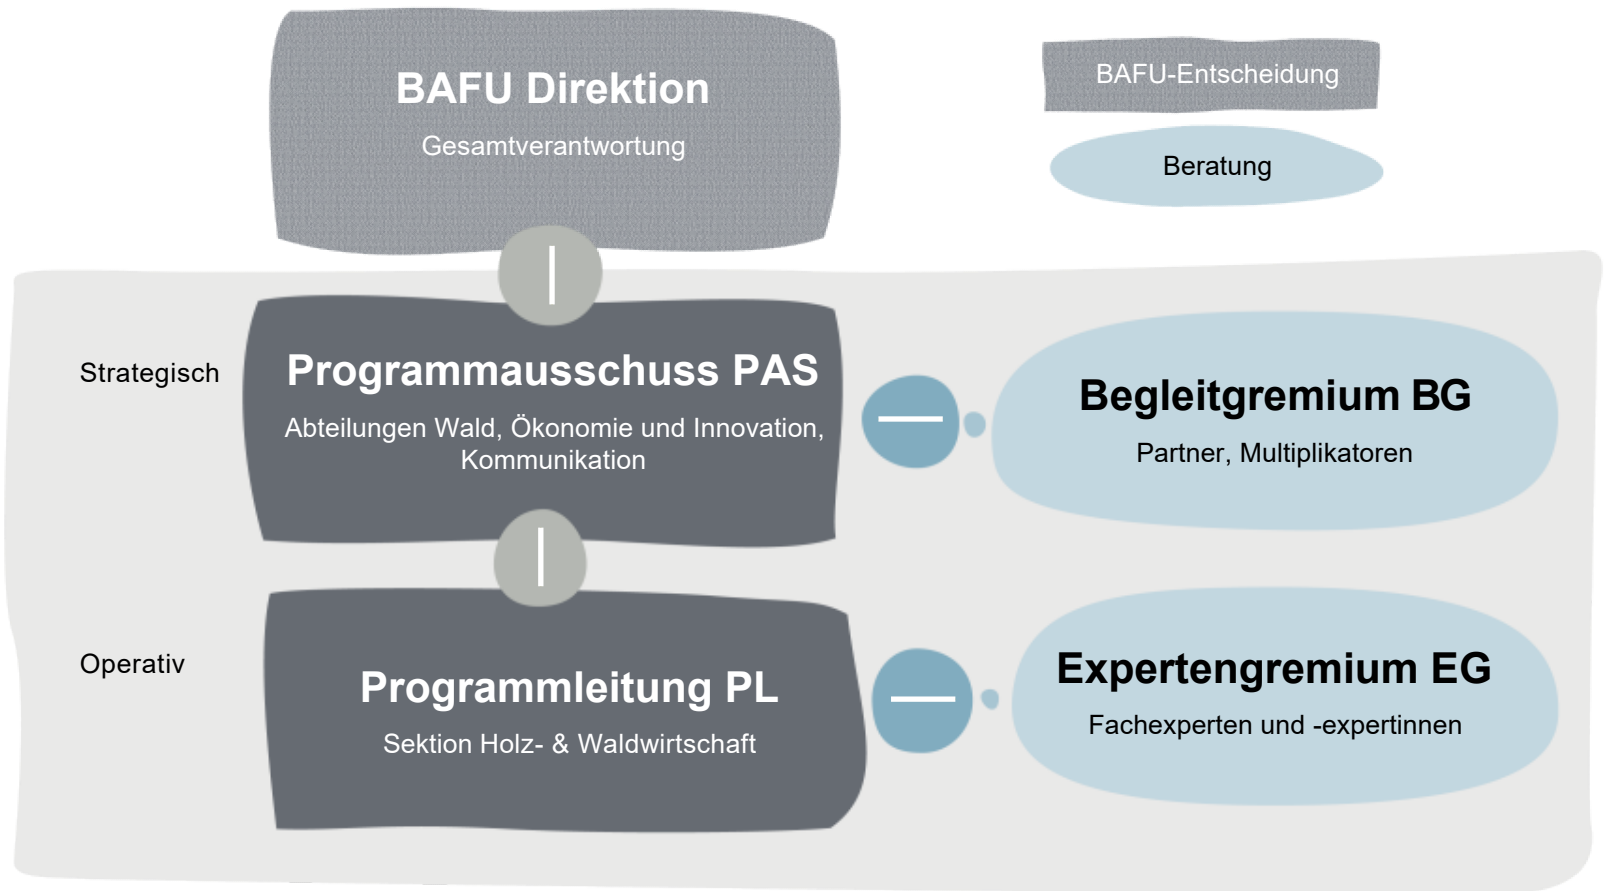 BAFU Direktion
Gesamtverantwortung
BAFU-Entscheidung
Beratung
Strategisch
Programmausschuss PAS
Abteilungen Wald, Ökonomie und Innovation,
Kommunikation
Begleitgremium BG
Partner, Multiplikatoren
Operativ
Programmleitung PL
Sektion Holz- & Waldwirtschaft
Expertengremium EG
Fachexperten und -expertinnen